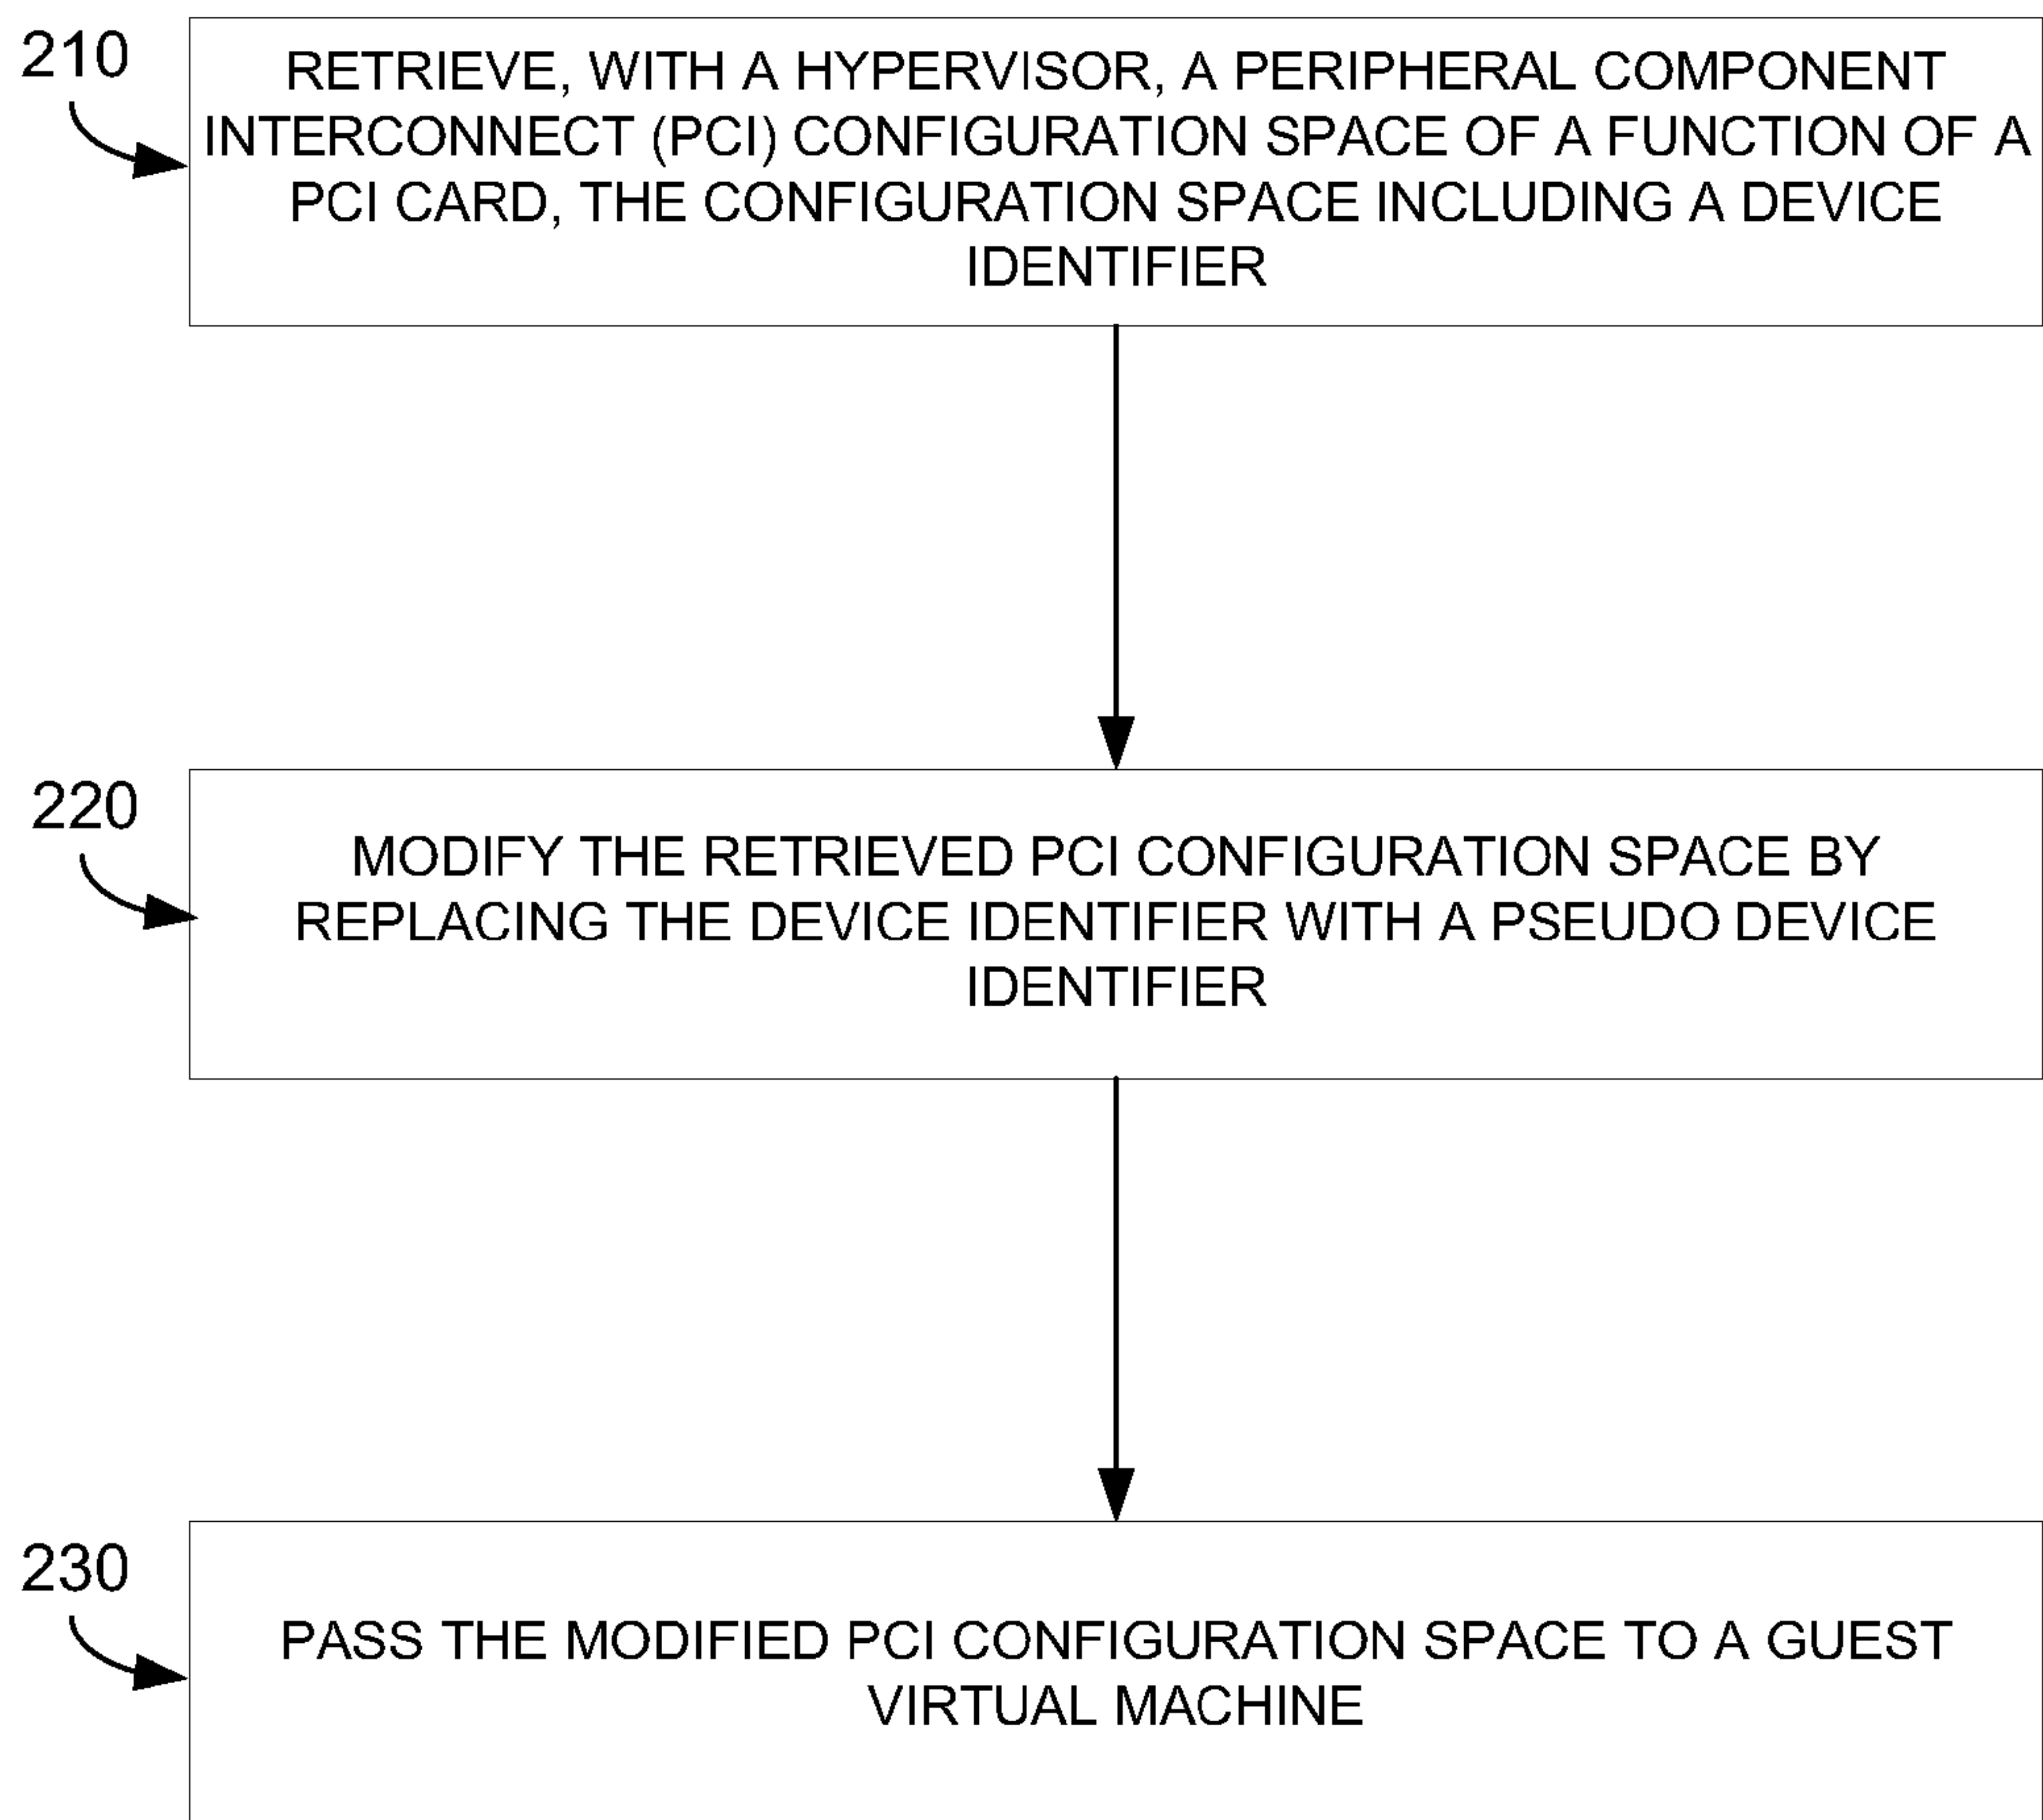 210
RETRIEVE, WITH A HYPERVISOR, A PERIPHERAL COMPONENT
INTERCONNECT (PCI) CONFIGURATION SPACE OF A FUNCTION OF A
PCI CARD, THE CONFIGURATION SPACE INCLUDING A DEVICE
IDENTIFIER
220
MODIFY THE RETRIEVED PCI CONFIGURATION SPACE BY
REPLACING THE DEVICE IDENTIFIER WITH A PSEUDO DEVICE
IDENTIFIER
230
PASS THE MODIFIED PCI CONFIGURATION SPACE TO A GUEST
VIRTUAL MACHINE